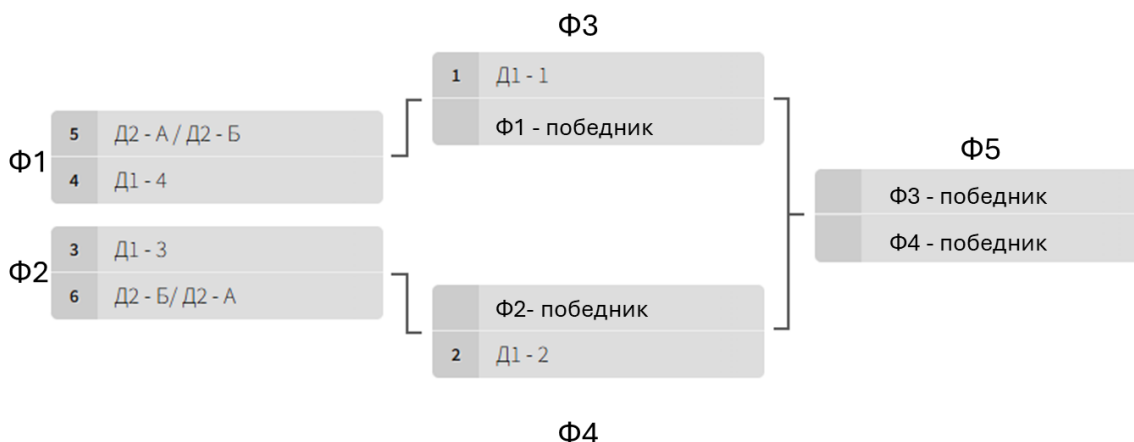 Ф3
1 Д1 - 1
Ф1 - победник
Ф1
5 Д2 - А / Д2 - Б
4 Д1 - 4
Ф5
Ф3 - победник
Ф4 - победник
Ф2
3 Д1 - 3
6 Д2 - Б/ Д2 - А
Ф2- победник
2 Д1 - 2
Ф4